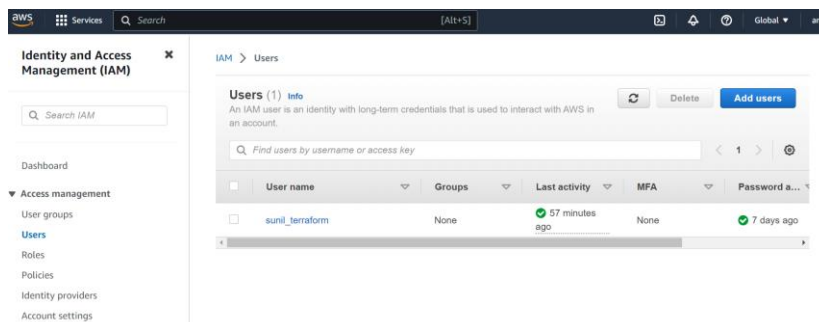 aws Services Search [Alt+S] Global
Identity and Access
Management (IAM)
Search IAM
Dashboard
Access management
User groups
Users
Roles
Policies
Identity providers
Account settings
IAM > Users
Users (1) Info
An IAM user is an identity with long-term credentials that is used to interact with AWS in
an account.
Delete
Add users
Find users by username or access key
1
User name Groups Last activity MFA Password a...
sunil_terraform None 57 minutes
ago None 7 days ago